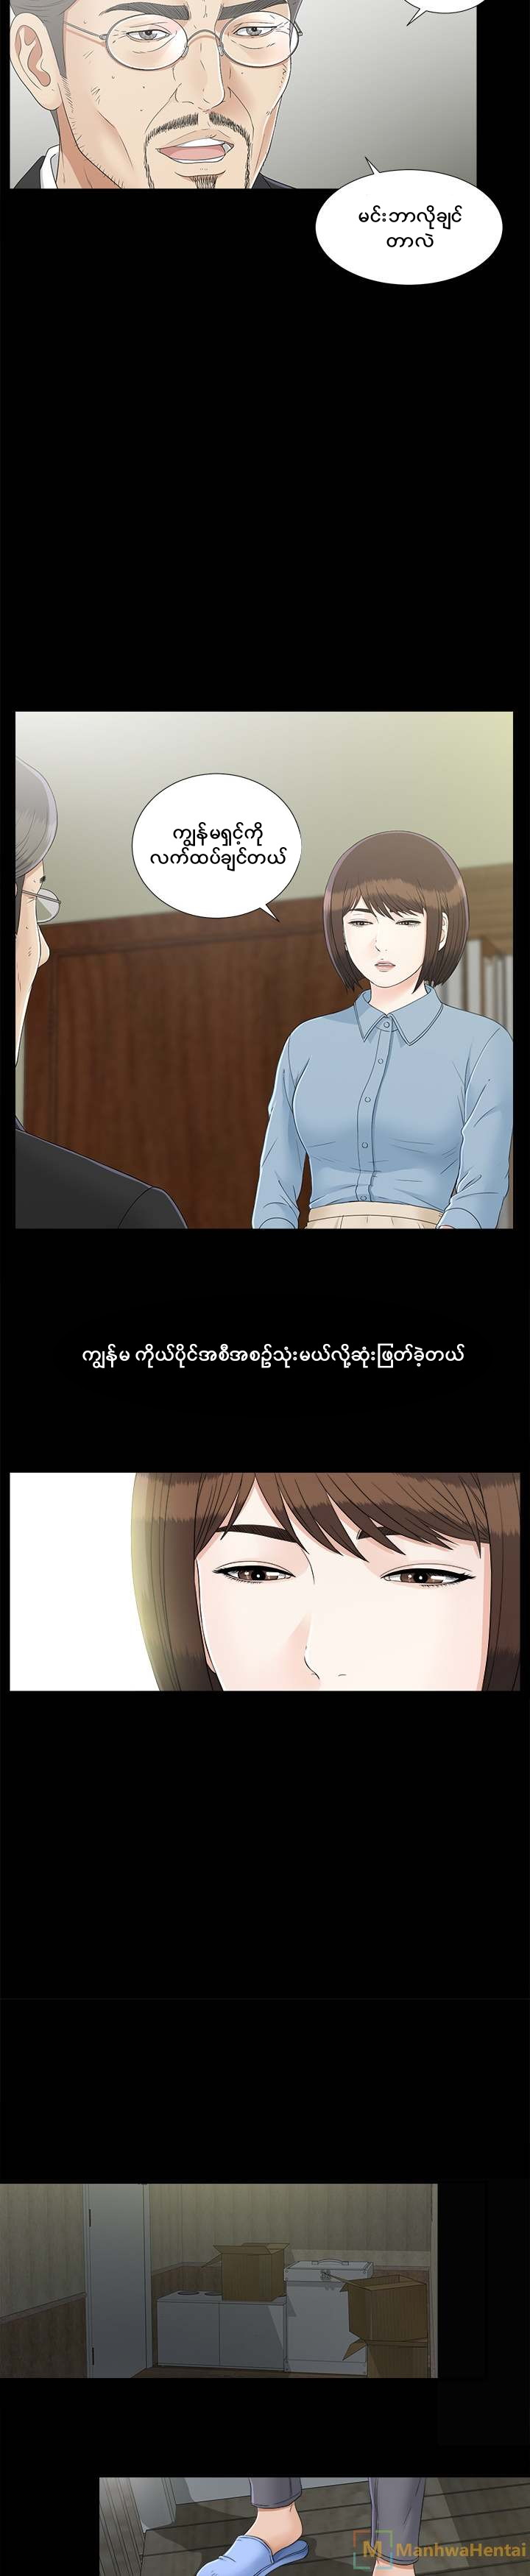 မင်းဘာလိုချင်
တာလဲ
ကျွန်မရှင့်ကို
လက်ထပ်ချင်တယ်
ကျွန်မ ကိုယ်ပိုင်အစီအစဥ်သုံးမယ်လို့ဆုံးဖြတ်ခဲ့တယ်
M ManhwaHentai